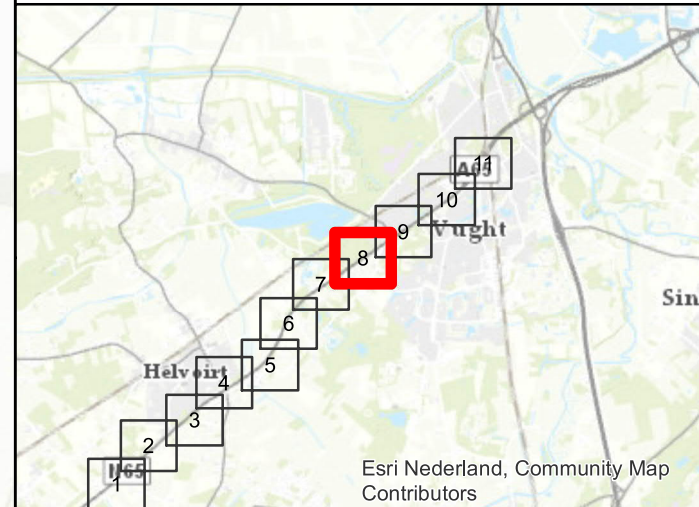 11
A65
10
9
Vught
8
7
Sin
6
5
Helvoirt
4
3
2
N65
1
Esri Nederland, Community Map
Contributors